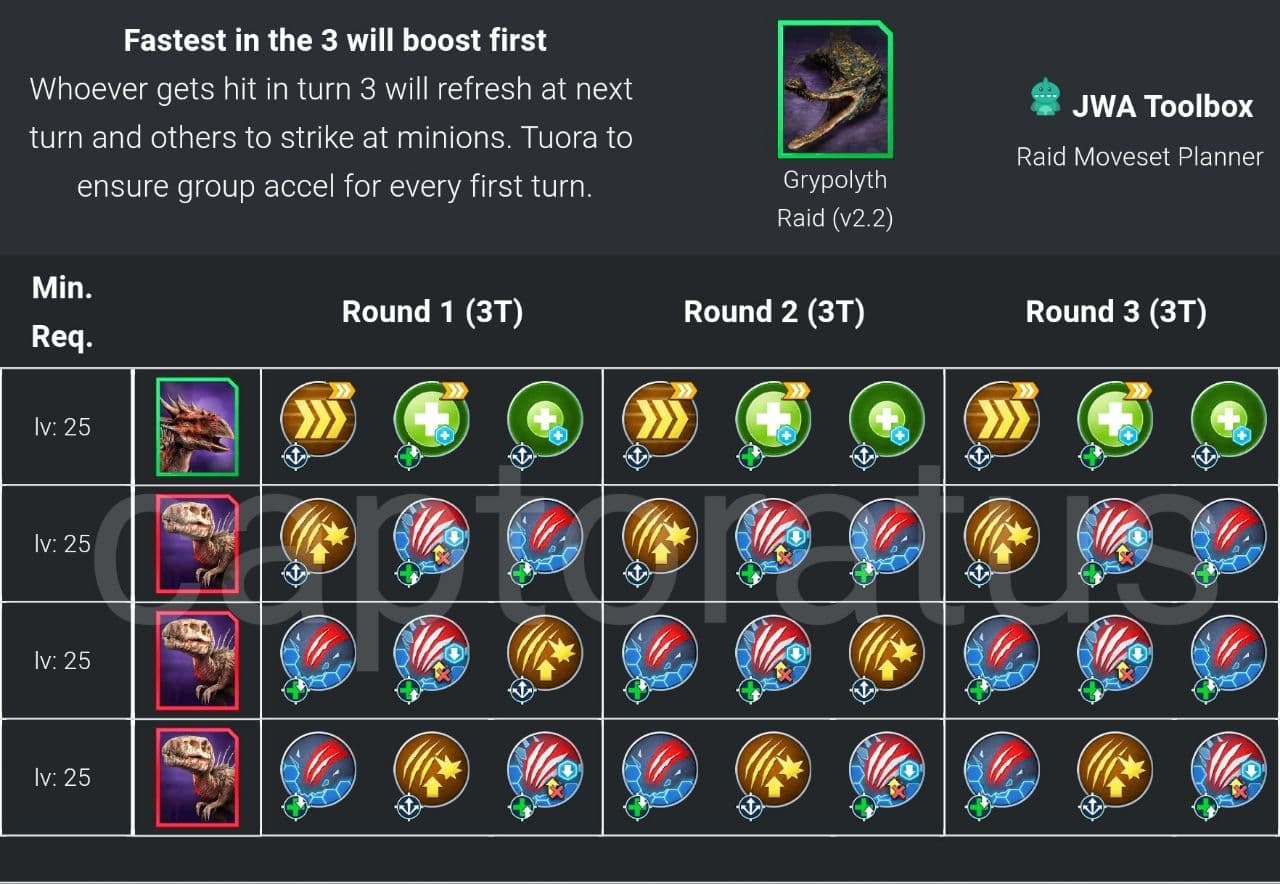 Fastest in the 3 will boost first
Whoever gets hit in turn 3 will refresh at next
turn and others to strike at minions. Tuora to
ensure group accel for every first turn.
Grypolyth
Raid (v2.2)
JWA Toolbox
Raid Moveset Planner
Min.
Req.
Round 1 (3T)
Round 2 (3T)
Round 3 (3T)
lv: 25
lv: 25
lv: 25
lv: 25
captoratus